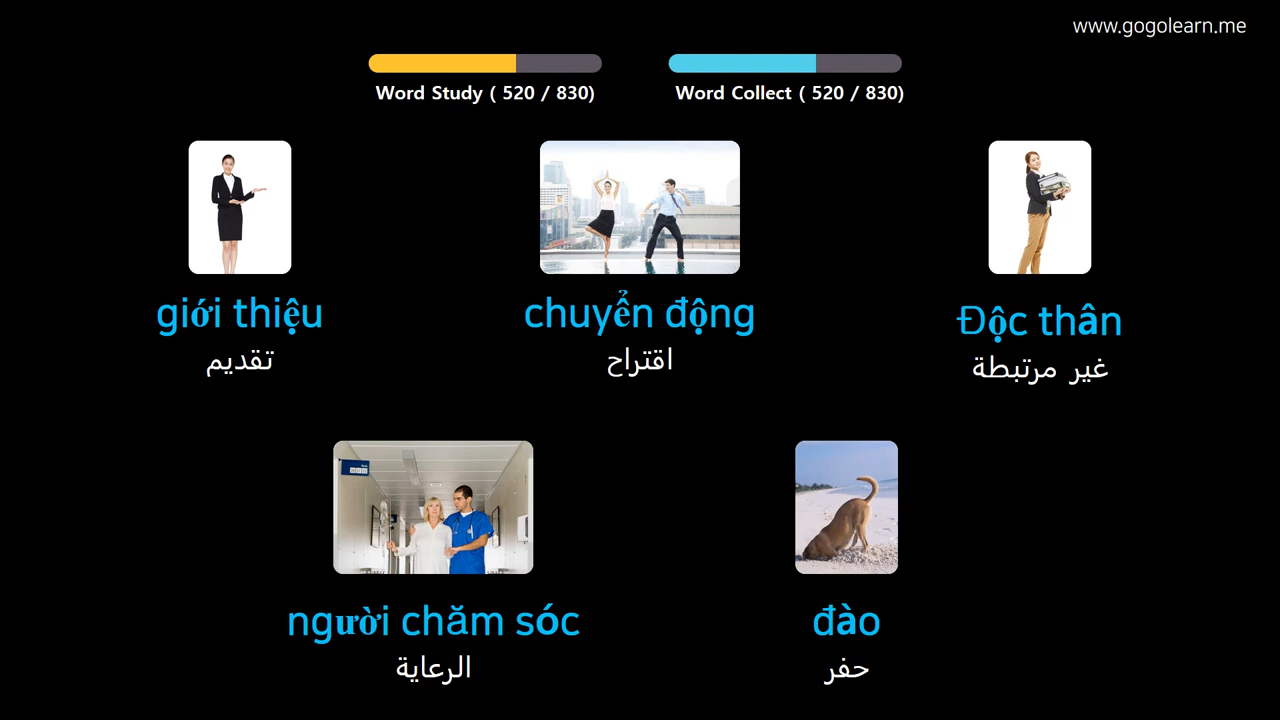 www.gogolearn.me
Word Study ( 520 / 830)
Word Collect ( 520 / 830)
giới thiệu
تقديم
chuyển động
اقتراح
Độc thân
غير مرتبطة
người chăm sóc
الرعاية
đào
حفر